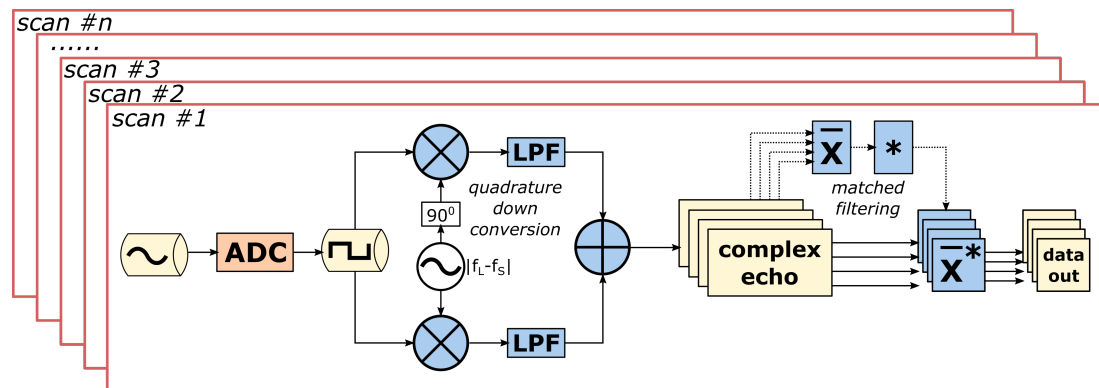 scan #n
......
scan #3
scan #2
scan #1
ADC
90⁰
|fL-fS|
LPF
LPF
quadrature
down
conversion
complex
echo
X̅
*
matched
filtering
X̅*
data
out